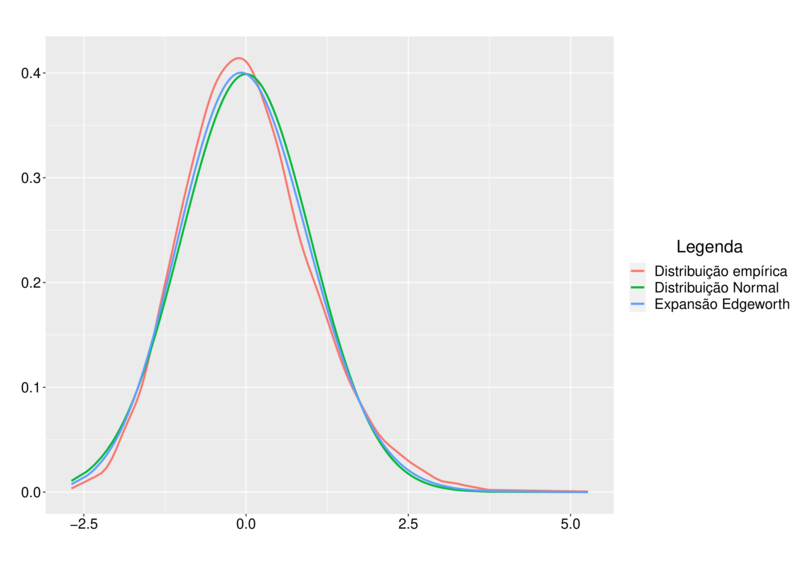 0.4
0.3
0.2
0.1
0.0
−2.5
0.0
2.5
5.0
Legenda
Distribuição empírica
Distribuição Normal
Expansão Edgeworth